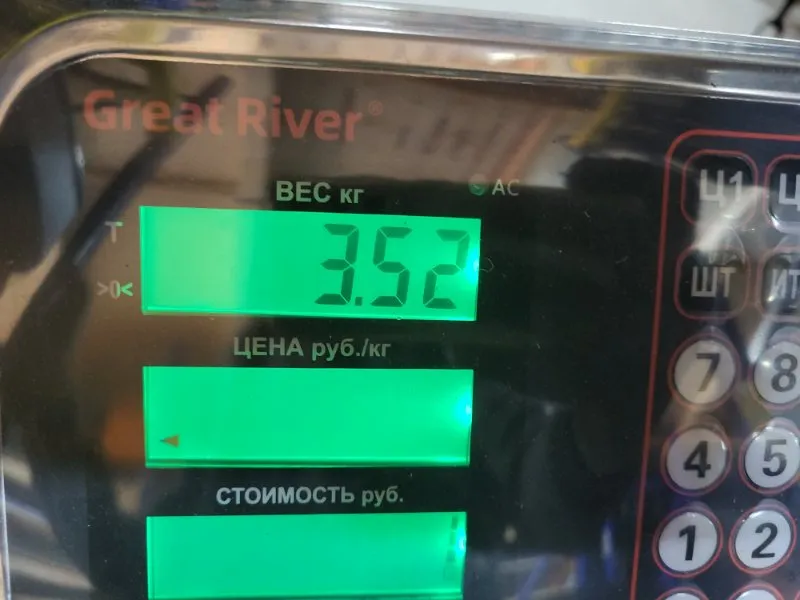 Great River®
ВЕС кг
AC
T
3.52
>0<
ЦЕНА руб./кг
СТОИМОСТЬ руб.
Ц1
ШТ
7 8
4 5
1 2